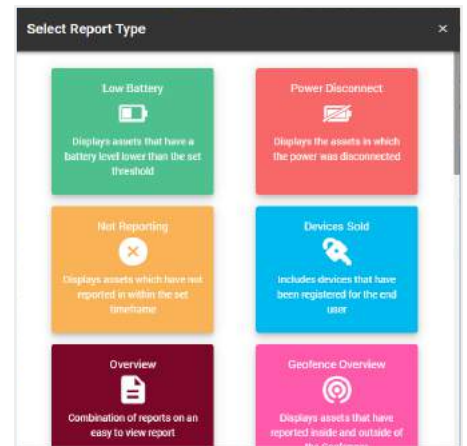 Select Report Type ×
Low Battery
Displays assets that have a
battery level lower than the set
threshold
Power Disconnect
Displays the assets in which
the power was disconnected
Not Reporting
Displays assets which have not
reported in within the set
timeframe
Devices Sold
Includes devices that have
been registered for the end
user
Overview
Combination of reports on an
easy to view report
Geofence Overview
Displays assets that have
reported inside and outside of
the Geofence